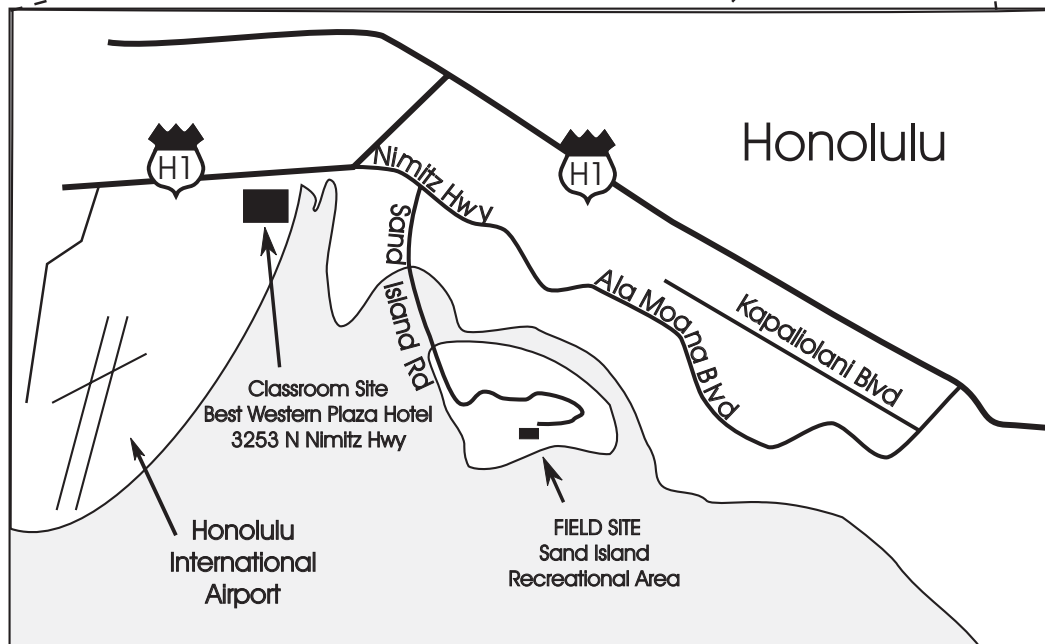 Honolulu
H1
H1
Nimitz Hwy
Sand Island Rd
Ala Moana Blvd
Kapaliolani Blvd
Classroom Site
Best Western Plaza Hotel
3253 N Nimitz Hwy
Honolulu
International
Airport
FIELD SITE
Sand Island
Recreational Area